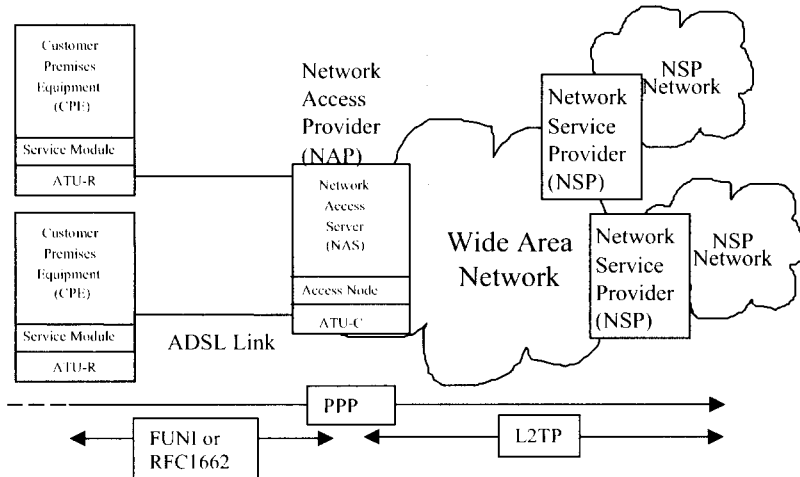 Customer
Premises
Equipment
(CPE)
Service Module
ATU-R
Customer
Premises
Equipment
(CPE)
Service Module
ATU-R
ADSL Link
Network
Access
Provider
(NAP)
Network
Access
Server
(NAS)
Access Node
ATU-C
Wide Area
Network
Network
Service
Provider
(NSP)
NSP
Network
Network
Service
Provider
(NSP)
NSP
Network
PPP
FUNI or
RFC1662
L2TP